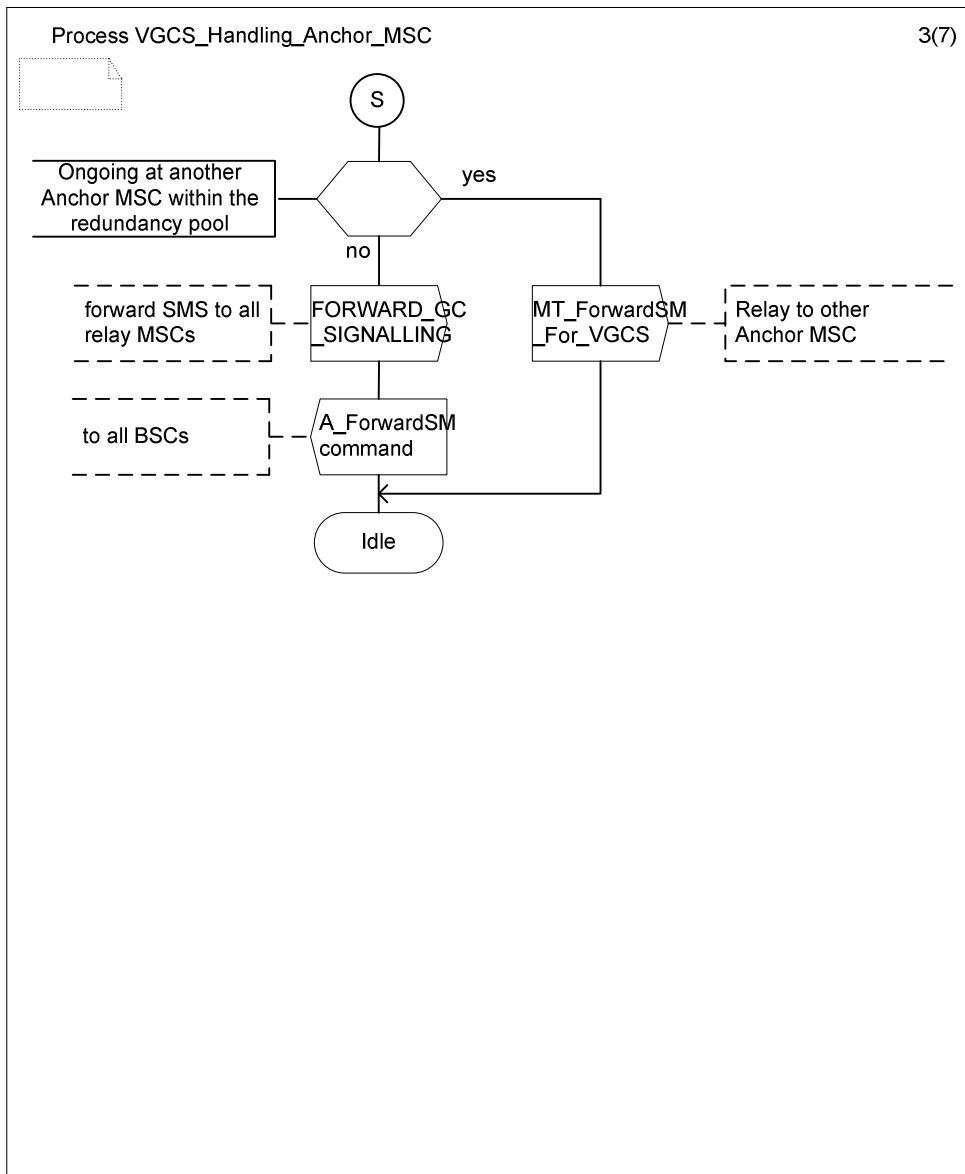 Process VGCS_Handling_Anchor_MSC
3(7)
S
Ongoing at another
Anchor MSC within the
redundancy pool
yes
no
forward SMS to all
relay MSCs
FORWARD_GC
_SIGNALLING
MT_ForwardSM
_For_VGCS
Relay to other
Anchor MSC
to all BSCs
A_ForwardSM
command
Idle